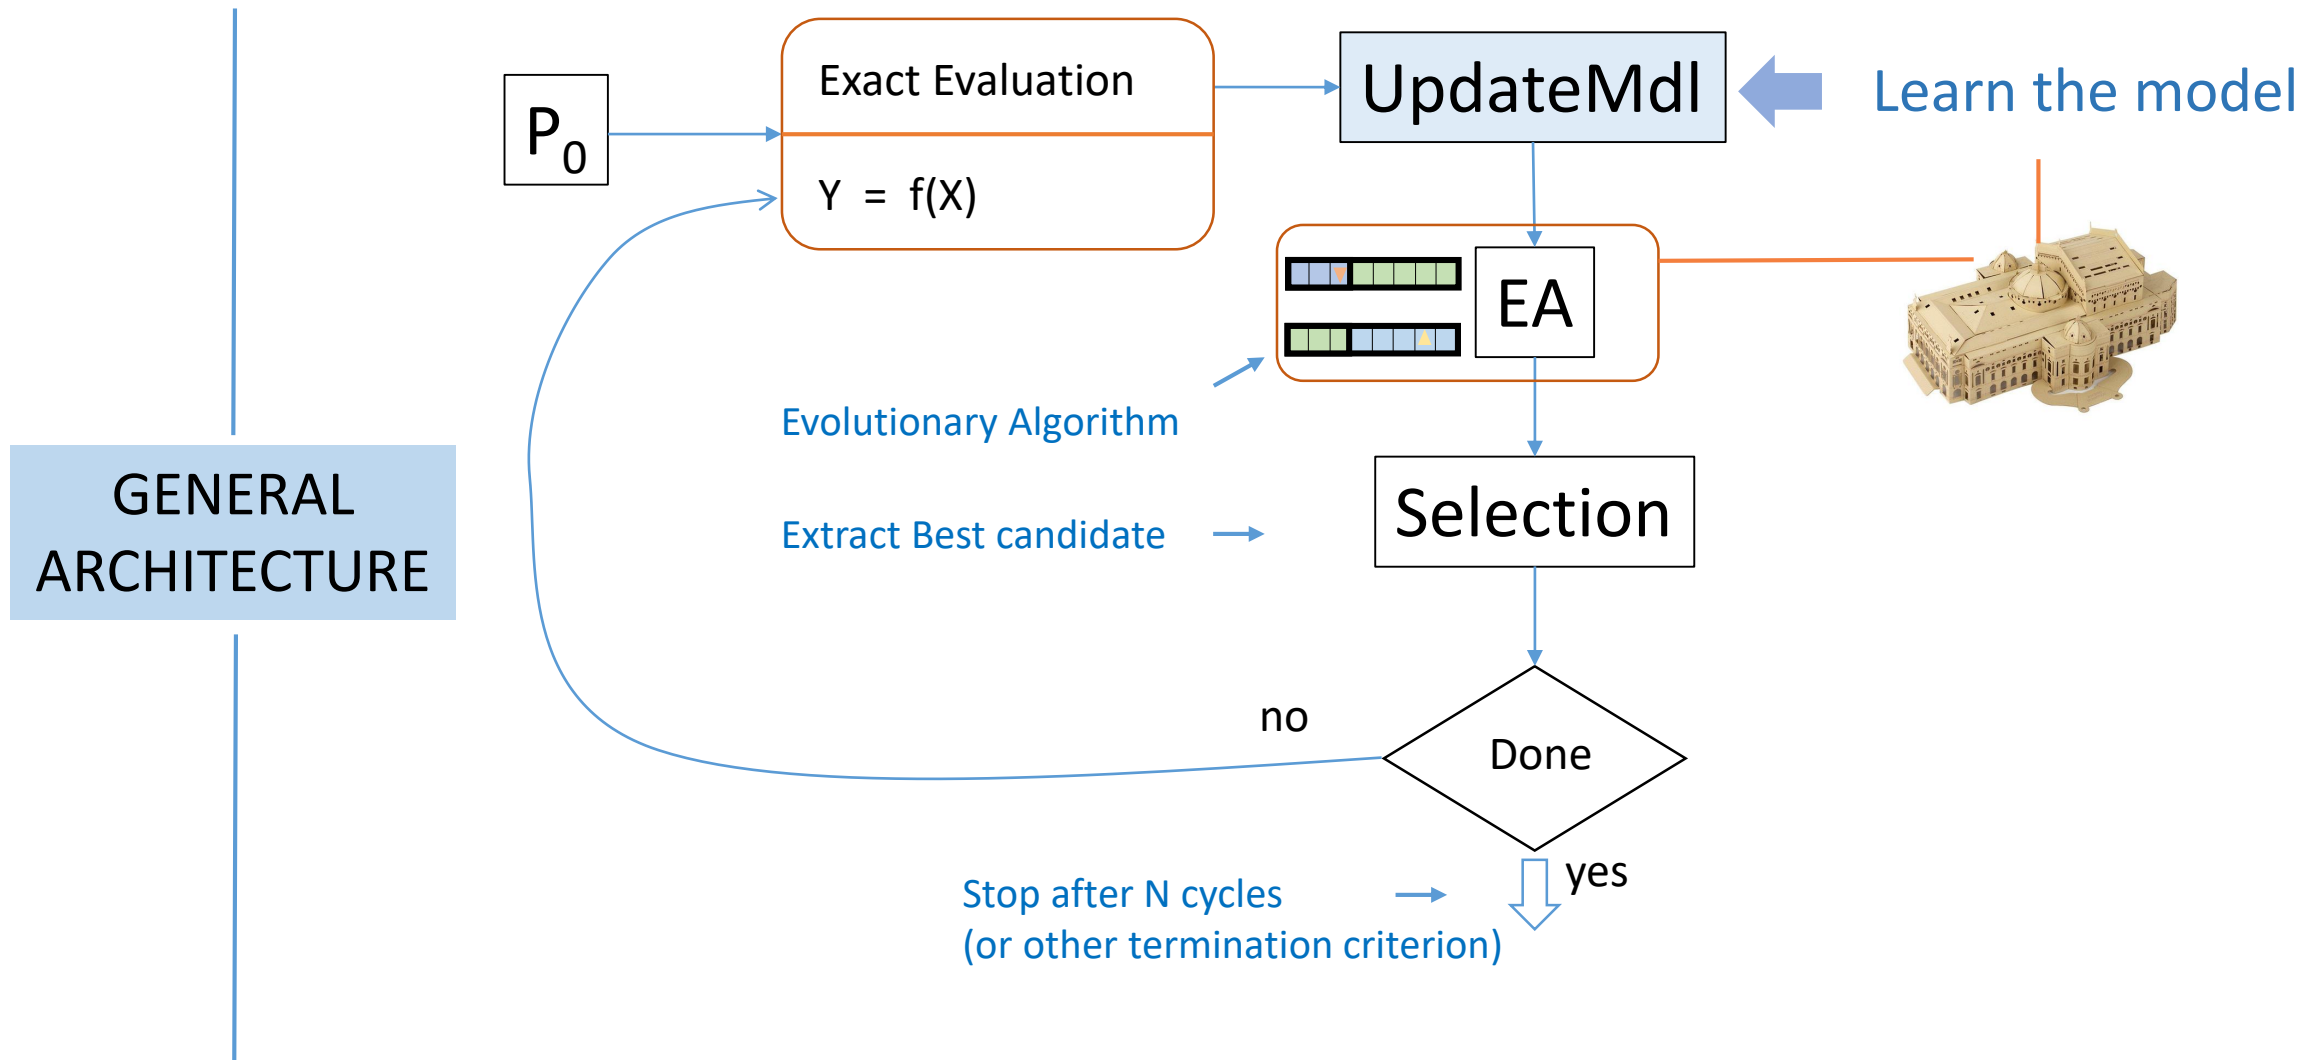 P0
Exact Evaluation
Y = f(X)
UpdateMdl
Learn the model
EA
Evolutionary Algorithm
GENERAL
ARCHITECTURE
Selection
Extract Best candidate
no
Done
yes
Stop after N cycles
(or other termination criterion)